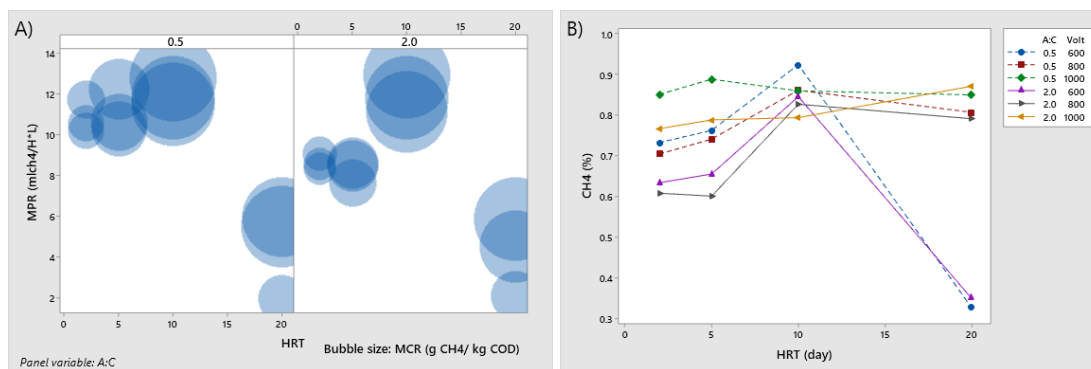 A)
0 5 10 20
0.5 2.0
14
12
10
8
6
4
2
MPR (mlch4/H*L)
0 5 10 20
HRT
Bubble size: MCR (g CH4/ kg COD)
Panel variable: A:C
B)
1.0
0.9
0.8
0.7
0.6
0.5
0.4
0.3
CH4 (%)
0 5 10 20
HRT (day)
A:C Volt
0.5 600
0.5 800
0.5 1000
2.0 600
2.0 800
2.0 1000